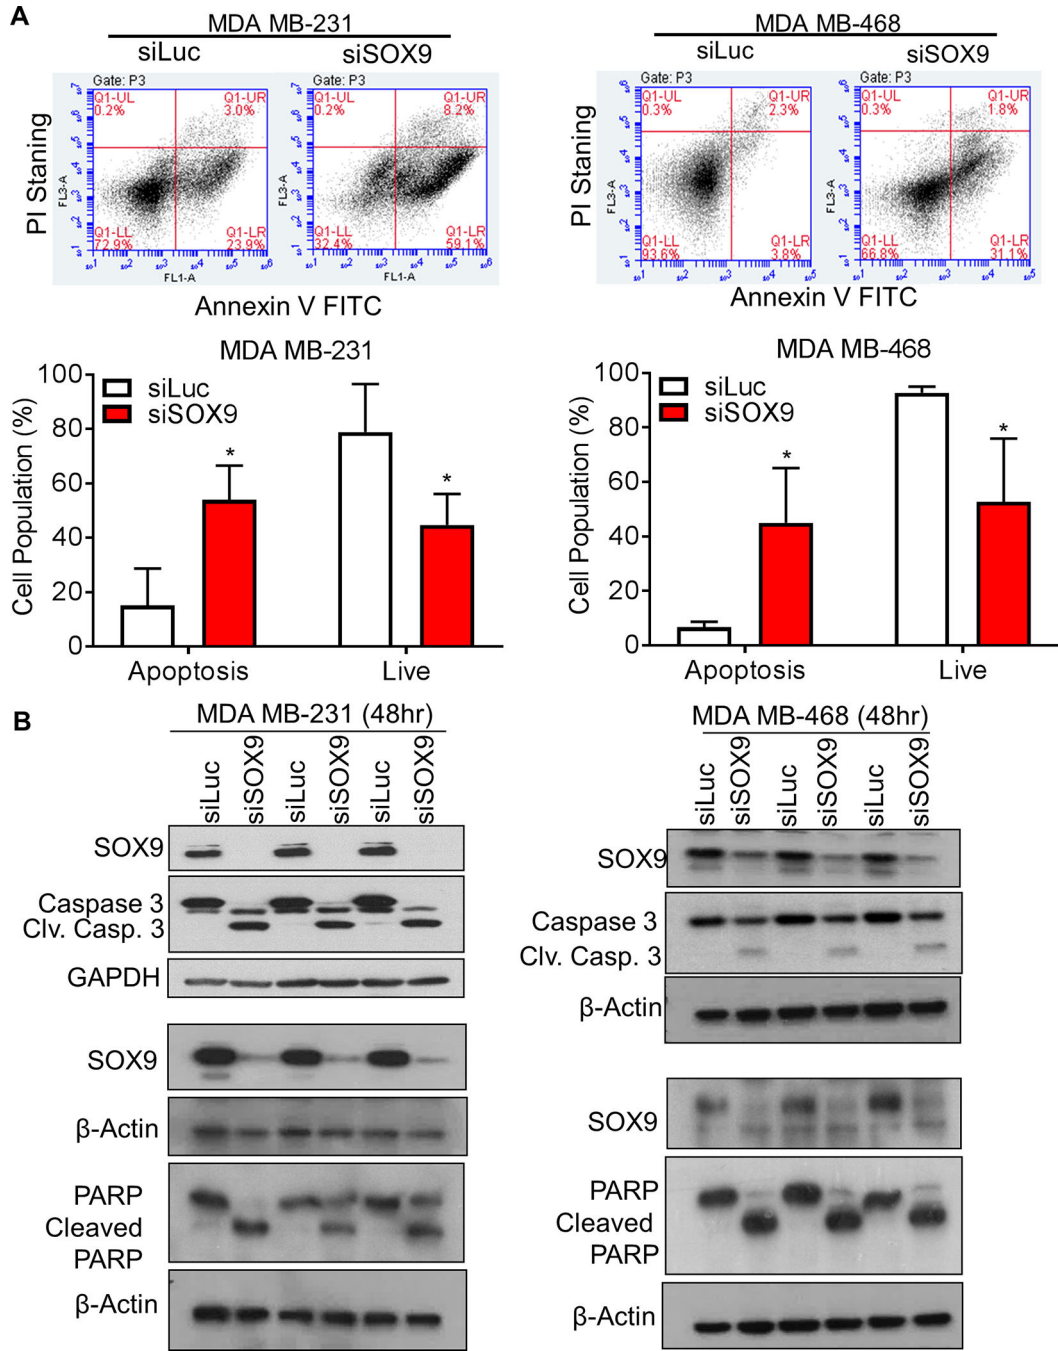 A
MDA MB-231
siLuc
siSOX9
MDA MB-468
siLuc
siSOX9
PI Staning
FL3-A
Gate: P3
Q1-UL
0.2%
Q1-UR
3.0%
Q1-LL
72.9%
Q1-LR
23.9%
FL1-A
Gate: P3
Q1-UL
0.2%
Q1-UR
8.2%
Q1-LL
32.4%
Q1-LR
59.1%
FL1-A
Annexin V FITC
PI Staning
FL3-A
Gate: P3
Q1-UL
0.3%
Q1-UR
2.3%
Q1-LL
93.6%
Q1-LR
3.8%
FL3-A
Gate: P3
Q1-UL
0.3%
Q1-UR
1.8%
Q1-LL
66.8%
Q1-LR
31.1%
Annexin V FITC
MDA MB-231
Cell Population (%)
100
80
60
40
20
0
siLuc
siSOX9
*
*
Apoptosis
Live
MDA MB-468
Cell Population (%)
100
80
60
40
20
0
siLuc
siSOX9
*
*
Apoptosis
Live
B
MDA MB-231 (48hr)
siLuc
siSOX9
siLuc
siSOX9
siLuc
siSOX9
SOX9
Caspase 3
Clv. Casp. 3
GAPDH
SOX9
β-Actin
PARP
Cleaved
PARP
β-Actin
MDA MB-468 (48hr)
siLuc
siSOX9
siLuc
siSOX9
siLuc
siSOX9
SOX9
Caspase 3
Clv. Casp. 3
β-Actin
SOX9
PARP
Cleaved
PARP
β-Actin